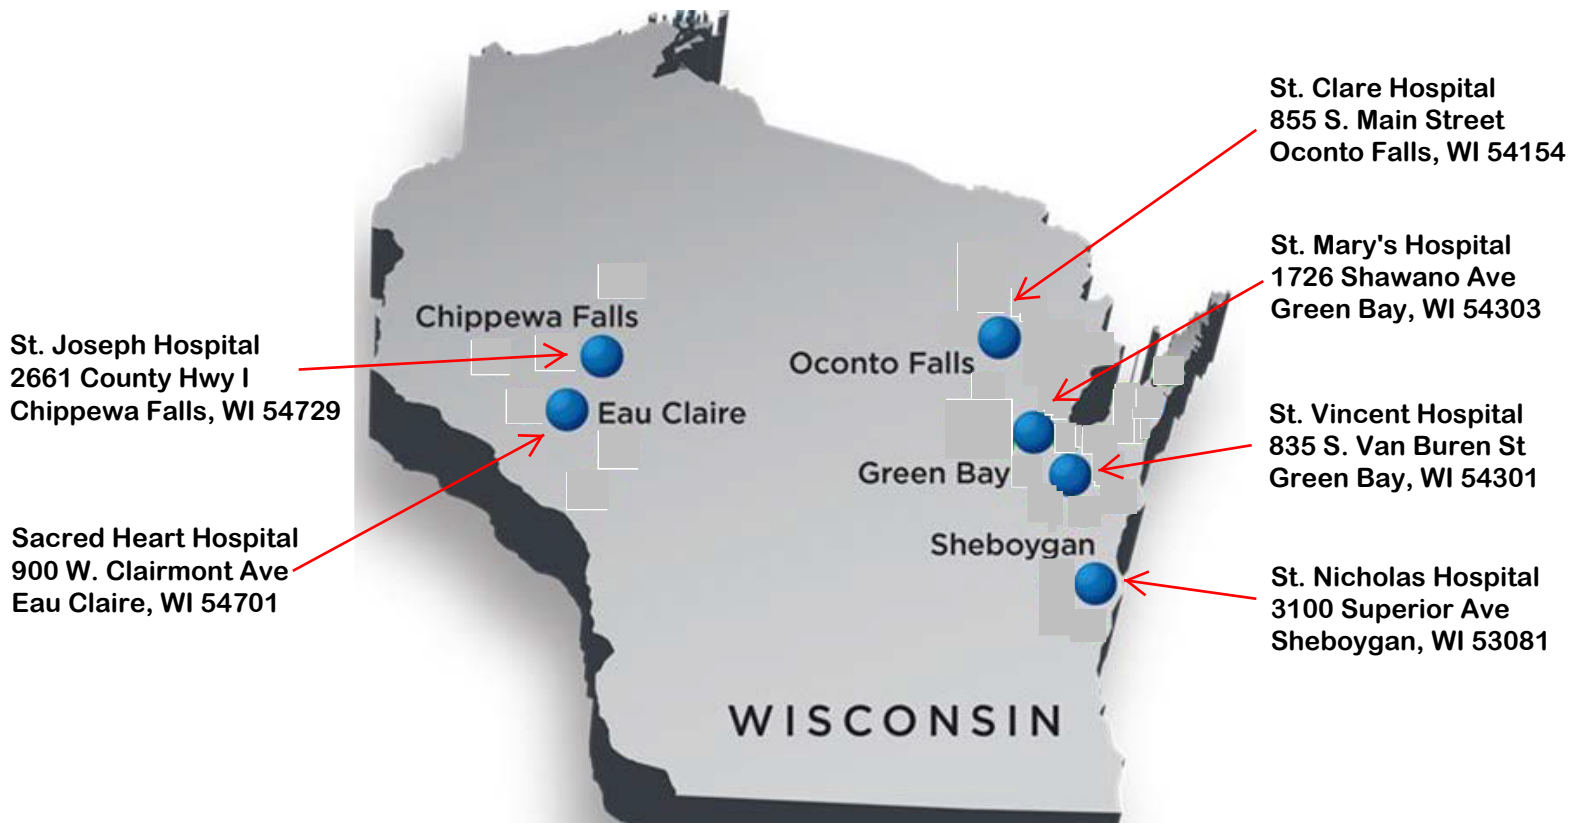 St. Clare Hospital
855 S. Main Street
Oconto Falls, WI 54154
St. Mary's Hospital
1726 Shawano Ave
Green Bay, WI 54303
Chippewa Falls
St. Joseph Hospital
2661 County Hwy I
Chippewa Falls, WI 54729
Oconto Falls
Eau Claire
St. Vincent Hospital
835 S. Van Buren St
Green Bay, WI 54301
Green Bay
Sacred Heart Hospital
900 W. Clairmont Ave
Eau Claire, WI 54701
Sheboygan
St. Nicholas Hospital
3100 Superior Ave
Sheboygan, WI 53081
WISCONSIN